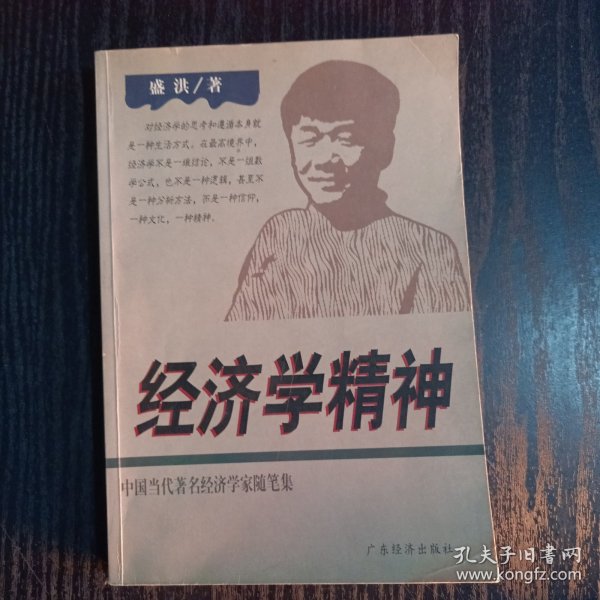 盛洪/著
对经济学的思考和遵循本身就
是一种生活方式。在最高境界中，
经济学不是一堆结论，不是一组数
学公式，也不是一种逻辑，甚至不
是一种分析方法，而是一种信仰，
一种文化，一种精神。
经济学精神
中国当代著名经济学家随笔集
广东经济出版社
孔夫子旧书网
www.kongfz.com